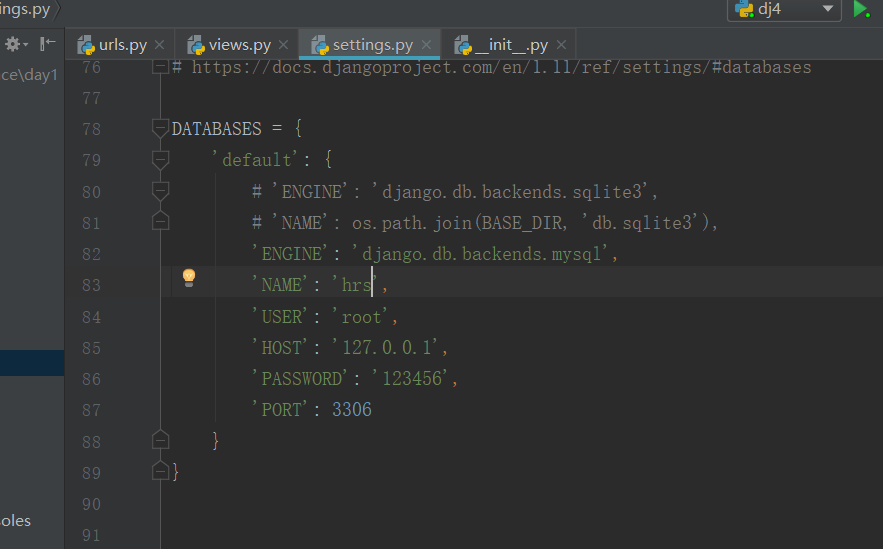 ngs.py
dj4
urls.py
views.py
settings.py
__init__.py
ce\day1
76 # https://docs.djangoproject.com/en/1.11/ref/settings/#databases
77
78 DATABASES = {
79 'default': {
80 # 'ENGINE': 'django.db.backends.sqlite3',
81 # 'NAME': os.path.join(BASE_DIR, 'db.sqlite3'),
82 'ENGINE': 'django.db.backends.mysql',
83 'NAME': 'hrs',
84 'USER': 'root',
85 'HOST': '127.0.0.1',
86 'PASSWORD': '123456',
87 'PORT': 3306
88 }
89 }
90
91
oles